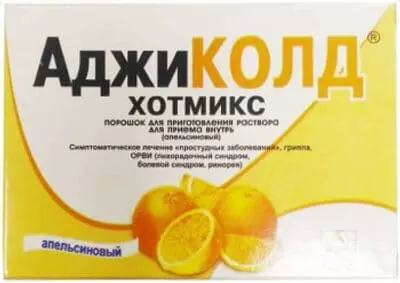 АджиКОЛД®
ХОТМИКС
ПОРОШОК ДЛЯ ПРИГОТОВЛЕНИЯ РАСТВОРА
ДЛЯ ПРИЕМА ВНУТРЬ
(апельсиновый)
Симптоматическое лечение «простудных заболеваний», гриппа,
ОРВИ (лихорадочный синдром,
болевой синдром, ринорея)
апельсиновый